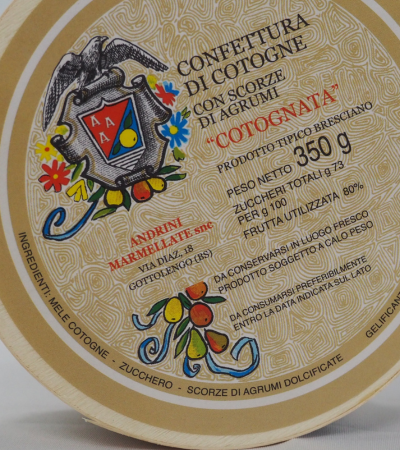 CONFETTURA
DI COTOGNE
CON SCORZE
DI AGRUMI
"COTOGNATA"
PRODOTTO TIPICO BRESCIANO
PESO NETTO 350 g
ZUCCHERI TOTALI g 73
PER g 100
FRUTTA UTILIZZATA 80%
A
A A
ANDRINI
MARMELLATE snc
VIA DIAZ, 18
GOTTOLENGO (BS)
DA CONSERVARSI IN LUOGO FRESCO
PRODOTTO SOGGETTO A CALO PESO
DA CONSUMARSI PREFERIBILMENTE
ENTRO LA DATA INDICATA SUL LATO
INGREDIENTI: MELE COTOGNE - ZUCCHERO - SCORZE DI AGRUMI DOLCIFICATE
GELIFICAN